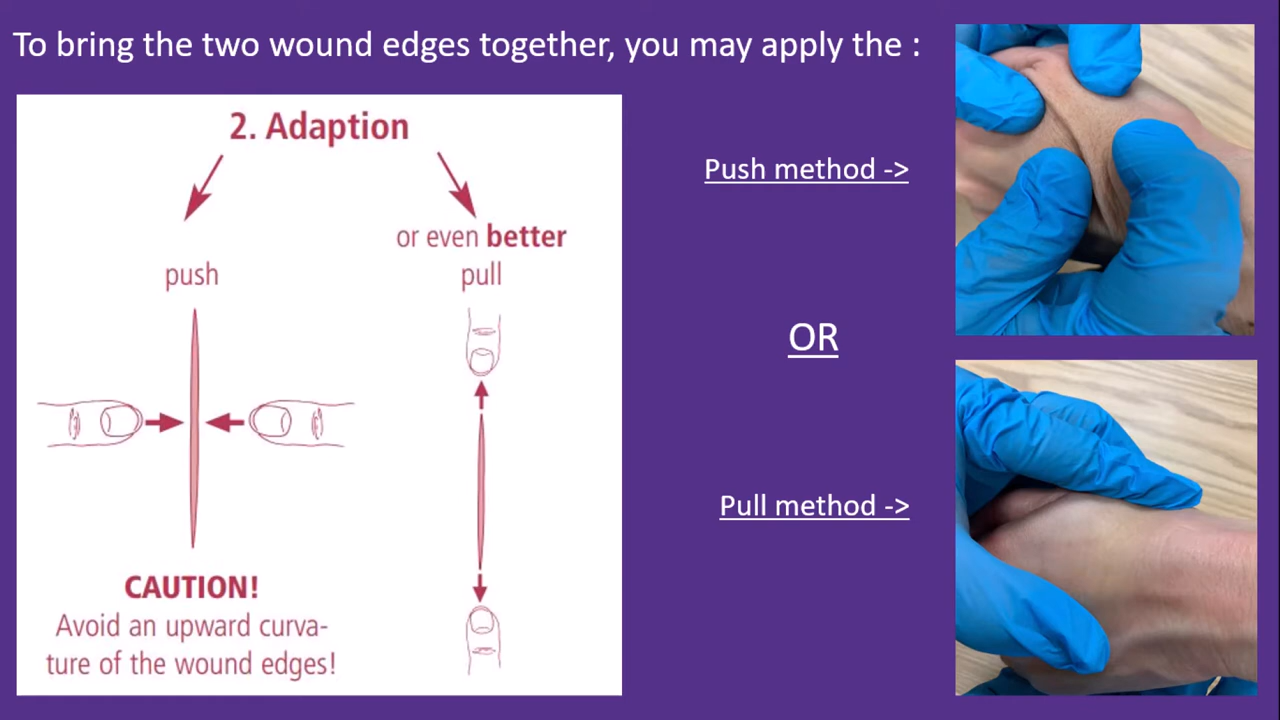 To bring the two wound edges together, you may apply the :
2. Adaption
push
or even better
pull
CAUTION!
Avoid an upward curva-
ture of the wound edges!
Push method ->
OR
Pull method ->